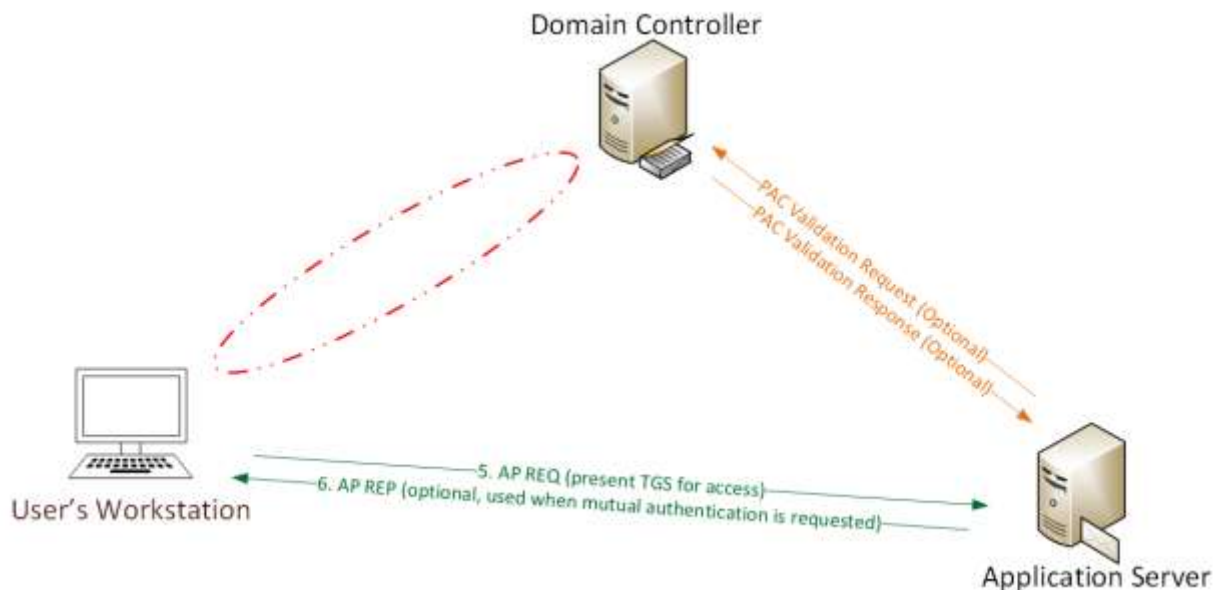 Domain Controller
PAC Validation Request (Optional)
PAC Validation Response (Optional)
5. AP REQ (present TGS for access)
6. AP REP (optional, used when mutual authentication is requested)
User's Workstation
Application Server